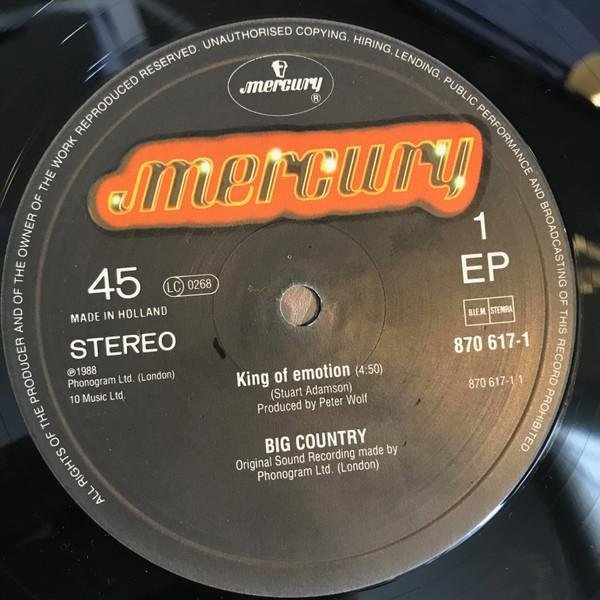 ALL RIGHTS OF THE PRODUCER AND OF THE OWNER OF THE WORK REPRODUCED RESERVED. UNAUTHORISED COPYING, HIRING, LENDING, PUBLIC PERFORMANCE AND BROADCASTING OF THIS RECORD PROHIBITED
mercury ®
mercury
1
EP
45 LC 0268
MADE IN HOLLAND
STEREO
B.I.E.M. STEMRA
870 617-1
℗1988
Phonogram Ltd. (London)
10 Music Ltd.
870 617-1 1
King of emotion (4:50)
(Stuart Adamson)
Produced by Peter Wolf
BIG COUNTRY
Original Sound Recording made by
Phonogram Ltd. (London)